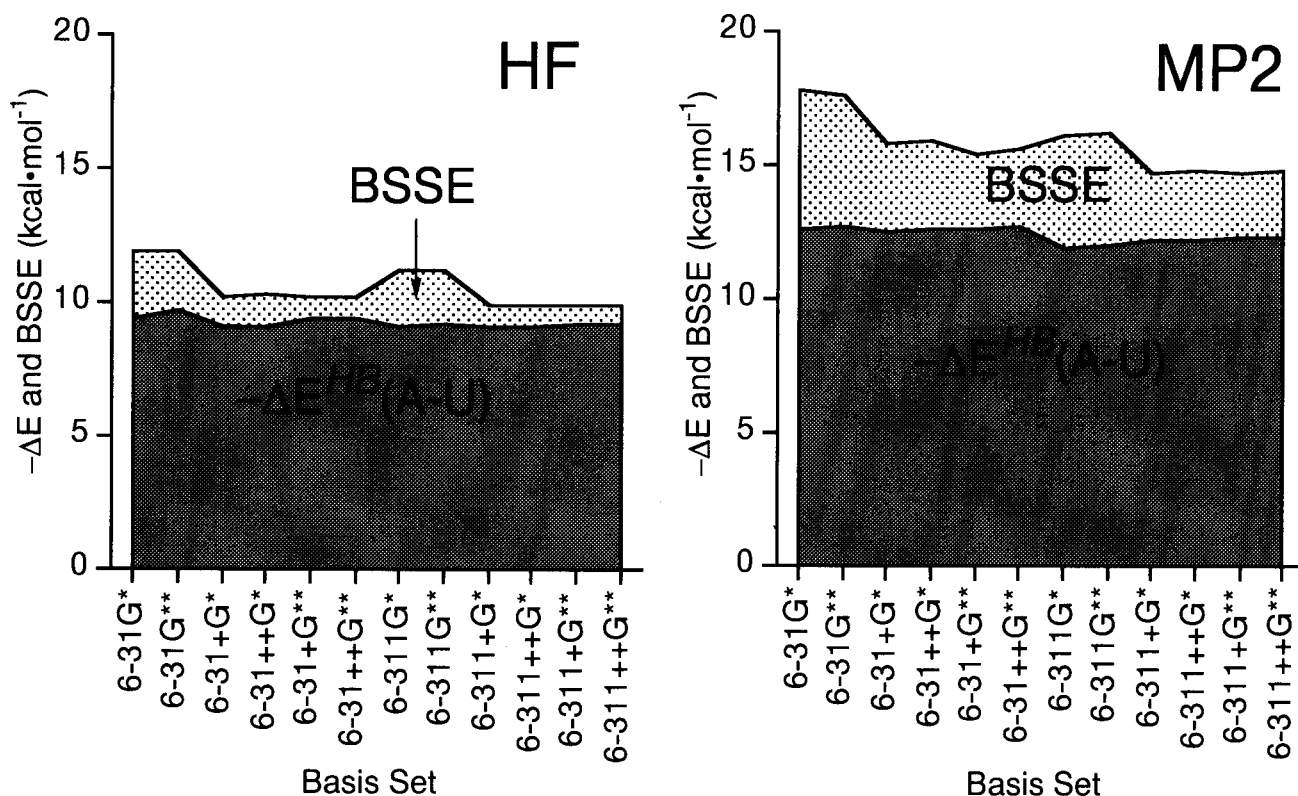 HF
−ΔE and BSSE (kcal•mol⁻¹)
20
15
10
5
0
BSSE
−ΔEᴴᴮ(A-U)
6-31G*
6-31G**
6-31+G*
6-31++G*
6-31+G**
6-31++G**
6-311G*
6-311G**
6-311+G*
6-311++G*
6-311+G**
6-311++G**
Basis Set
MP2
−ΔE and BSSE (kcal•mol⁻¹)
20
15
10
5
0
BSSE
−ΔEᴴᴮ(A-U)
6-31G*
6-31G**
6-31+G*
6-31++G*
6-31+G**
6-31++G**
6-311G*
6-311G**
6-311+G*
6-311++G*
6-311+G**
6-311++G**
Basis Set